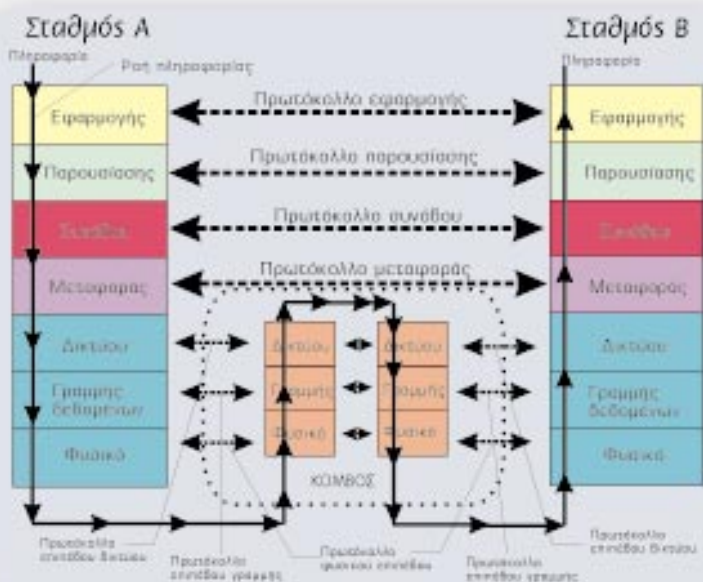 Σταθμός Α
Σταθμός Β
Πληροφορία
Πληροφορία
Ροή πληροφορίας
Εφαρμογής
Πρωτόκολλο εφαρμογής
Εφαρμογής
Παρουσίασης
Πρωτόκολλο παρουσίασης
Παρουσίασης
Συνόδου
Πρωτόκολλο συνόδου
Συνόδου
Μεταφοράς
Πρωτόκολλο μεταφοράς
Μεταφοράς
Δικτύου
Δικτύου
Δικτύου
Δικτύου
Γραμμής
δεδομένων
Γραμμής
Γραμμής
Γραμμής
δεδομένων
Φυσικό
Φυσικό
Φυσικό
Φυσικό
ΚΟΜΒΟΣ
Πρωτόκολλο
επιπέδου δικτύου
Πρωτόκολλο
επιπέδου γραμμής
Πρωτόκολλο
φυσικού επιπέδου
Πρωτόκολλο
επιπέδου γραμμής
Πρωτόκολλο
επιπέδου δικτύου